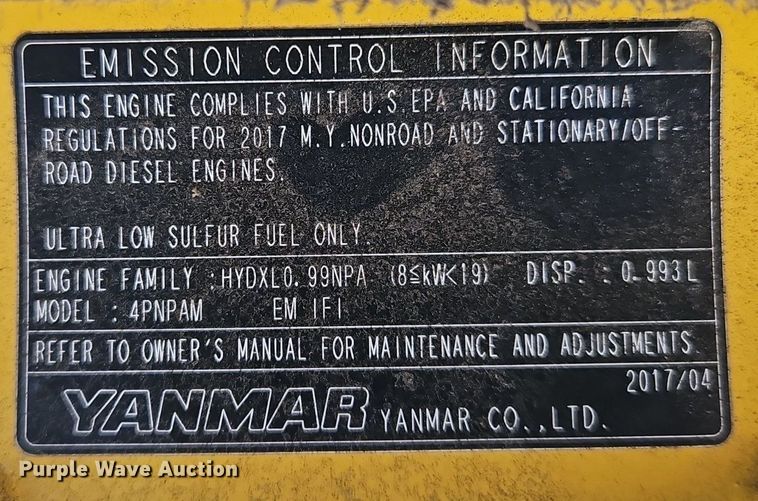 EMISSION CONTROL INFORMATION
THIS ENGINE COMPLIES WITH U.S.EPA AND CALIFORNIA
REGULATIONS FOR 2017 M.Y.NONROAD AND STATIONARY/OFF-
ROAD DIESEL ENGINES.
ULTRA LOW SULFUR FUEL ONLY.
ENGINE FAMILY :HYDXL0.99NPA (8≦kW<19) DISP. : 0.993L
MODEL : 4PNPAM EM IFI
REFER TO OWNER'S MANUAL FOR MAINTENANCE AND ADJUSTMENTS.
2017/04
YANMAR YANMAR CO.,LTD.
Purple Wave Auction